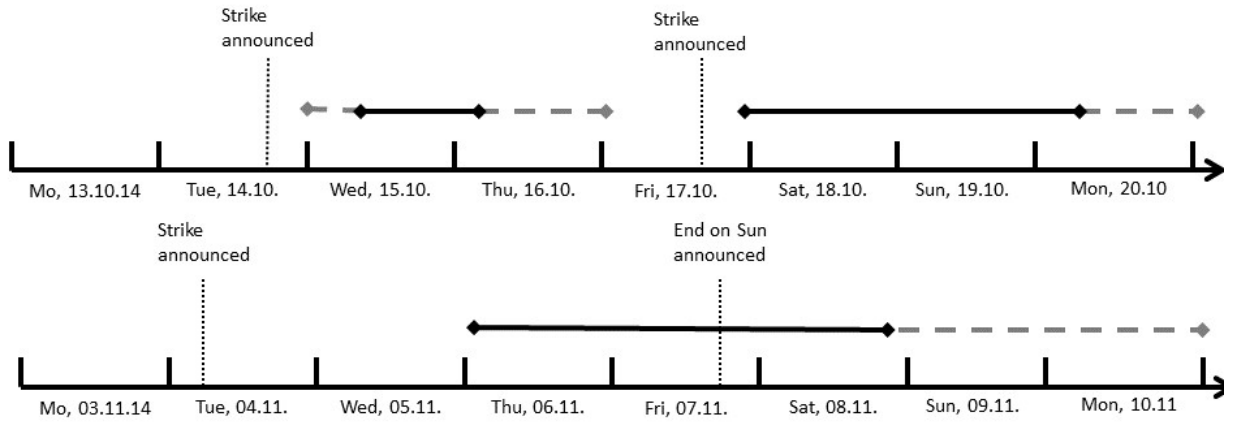 Strike
announced
Strike
announced
Mo, 13.10.14 Tue, 14.10. Wed, 15.10. Thu, 16.10. Fri, 17.10. Sat, 18.10. Sun, 19.10. Mon, 20.10
Strike
announced
End on Sun
announced
Mo, 03.11.14 Tue, 04.11. Wed, 05.11. Thu, 06.11. Fri, 07.11. Sat, 08.11. Sun, 09.11. Mon, 10.11